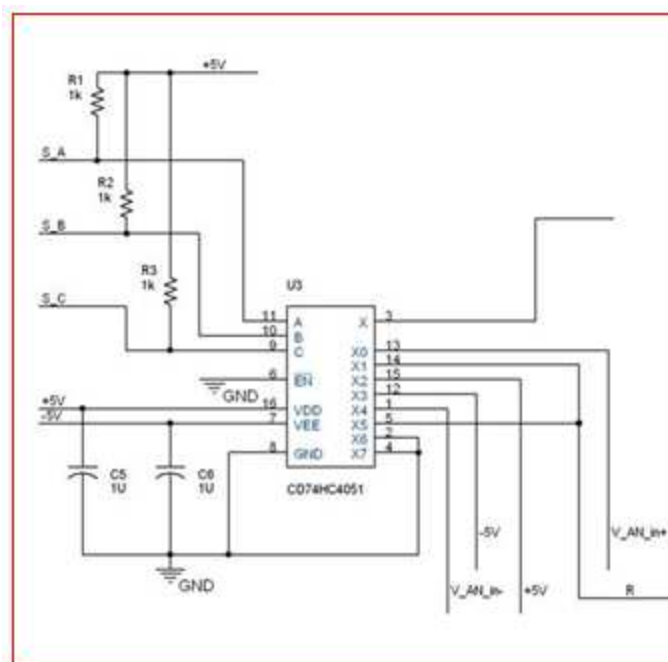 +5V
R1
1k
S_A
R2
1k
S_B
R3
1k
S_C
U3
11 A X 3
10 B
9 C X0 13
X1 14
6 EN X2 15
GND
X3 12
+5V 16 VDD X4 1
-5V 7 VEE X5 5
X6 2
8 GND X7 4
C5
1U
C6
1U
CD74HC4051
GND
-5V
V_AN_in+
V_AN_in-
+5V
R